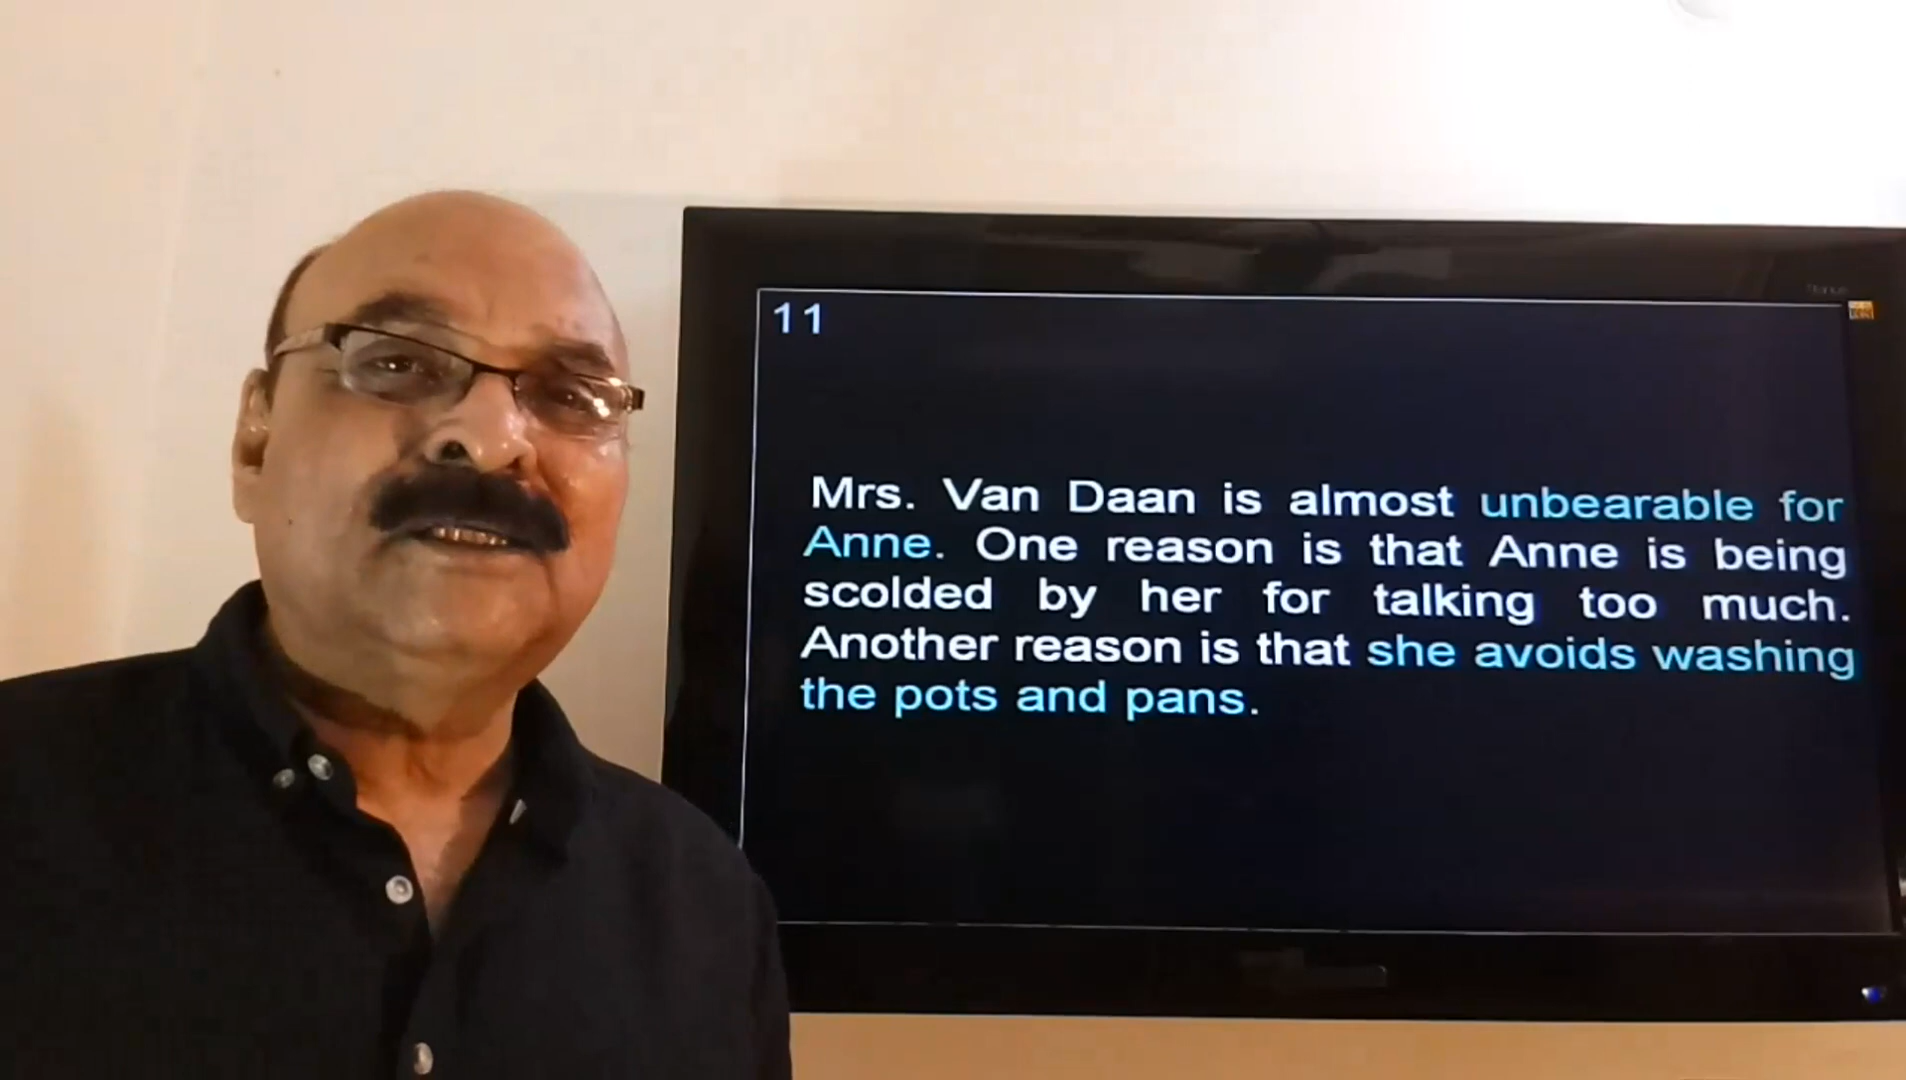 11
Mrs. Van Daan is almost unbearable for
Anne. One reason is that Anne is being
scolded by her for talking too much.
Another reason is that she avoids washing
the pots and pans.